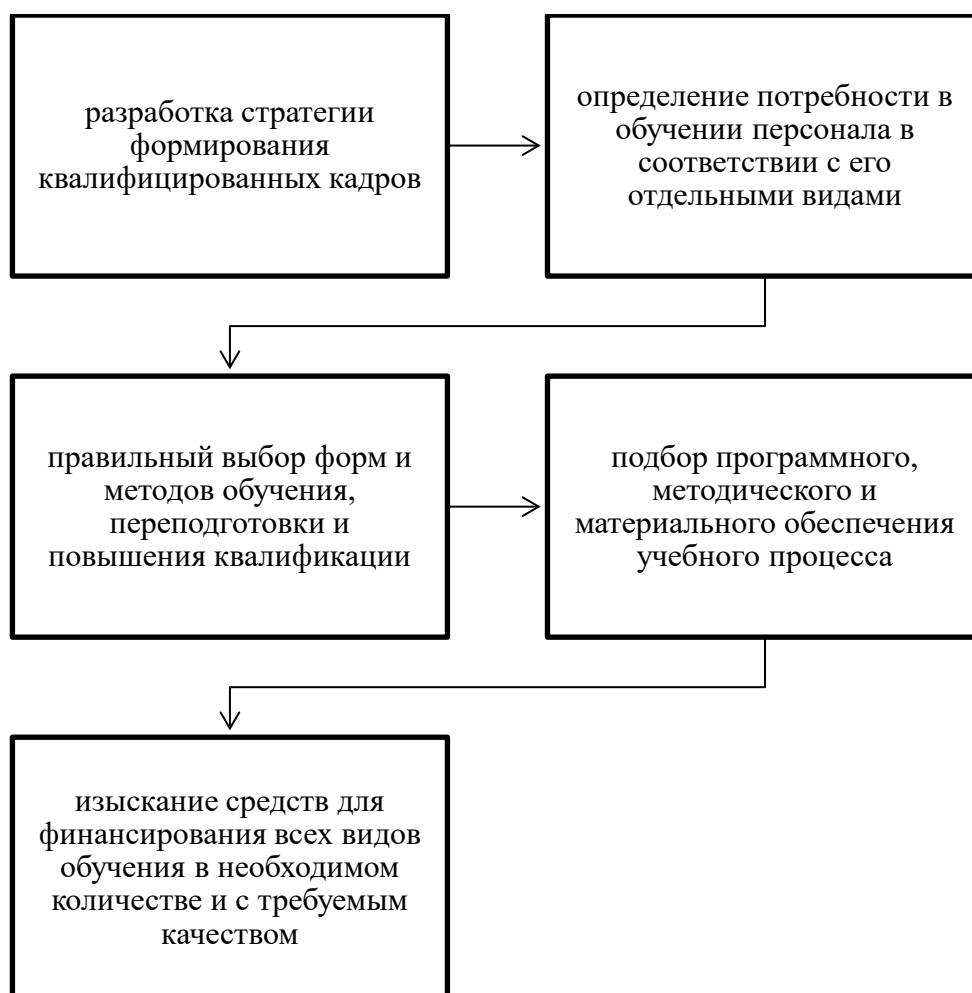 разработка стратегии
формирования
квалифицированных кадров
определение потребности в
обучении персонала в
соответствии с его
отдельными видами
правильный выбор форм и
методов обучения,
переподготовки и
повышения квалификации
подбор программного,
методического и
материального обеспечения
учебного процесса
изыскание средств для
финансирования всех видов
обучения в необходимом
количестве и с требуемым
качеством